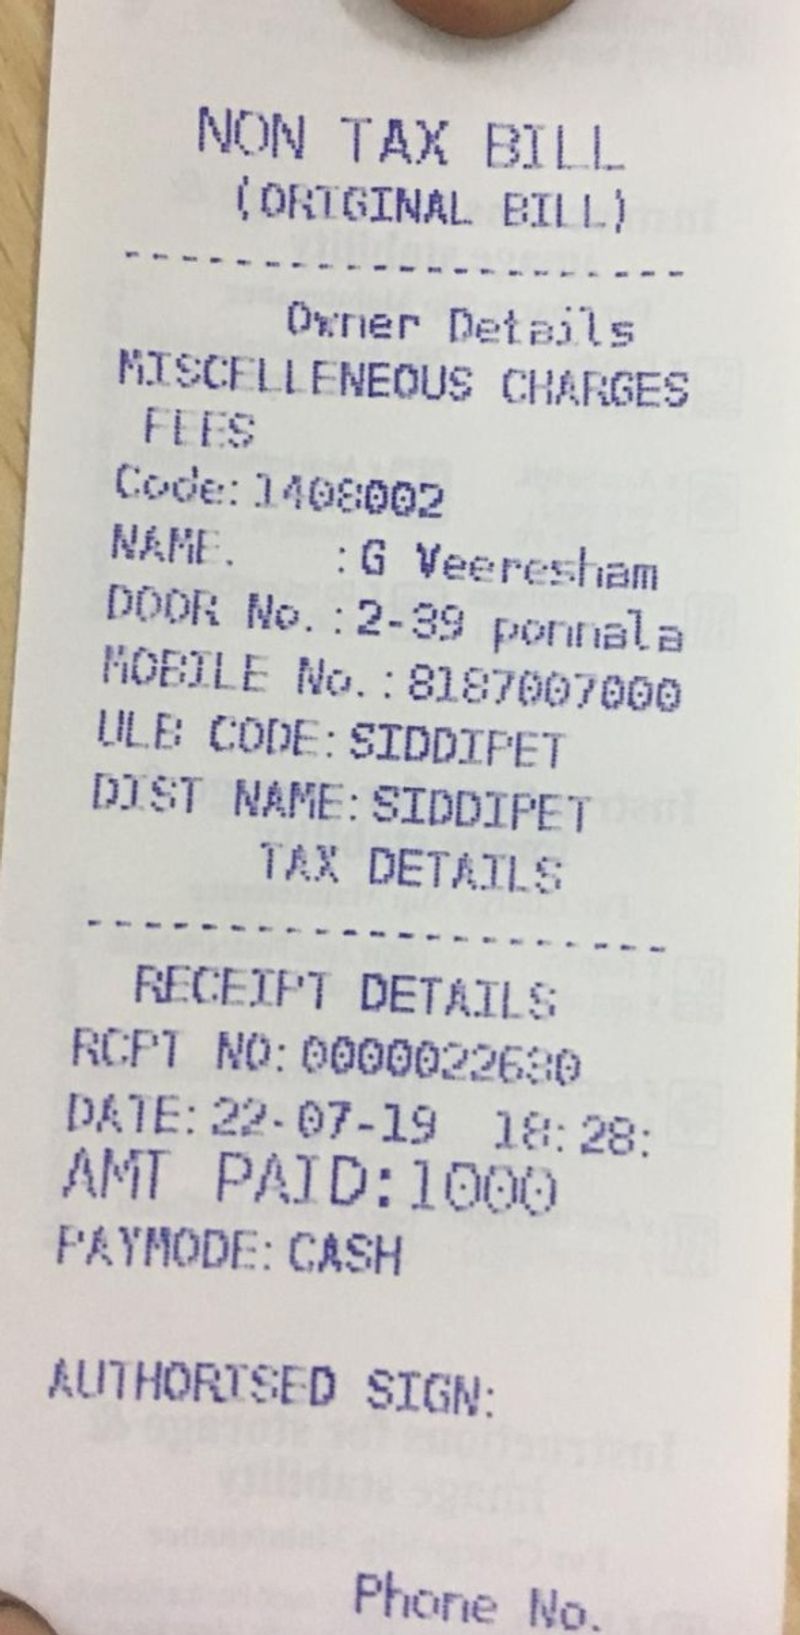 NON TAX BILL
(ORIGINAL BILL)
---------------------
Owner Details
MISCELLENEOUS CHARGES
FEES
Code:1408002
NAME. :G Veeresham
DOOR No.:2-39 ponnala
MOBILE No.:8187007000
ULB CODE:SIDDIPET
DIST NAME:SIDDIPET
TAX DETAILS
---------------------
RECEIPT DETAILS
RCPT NO:0000022680
DATE:22-07-19 18:28:
AMT PAID:1000
PAYMODE:CASH
AUTHORISED SIGN:
Phone No.